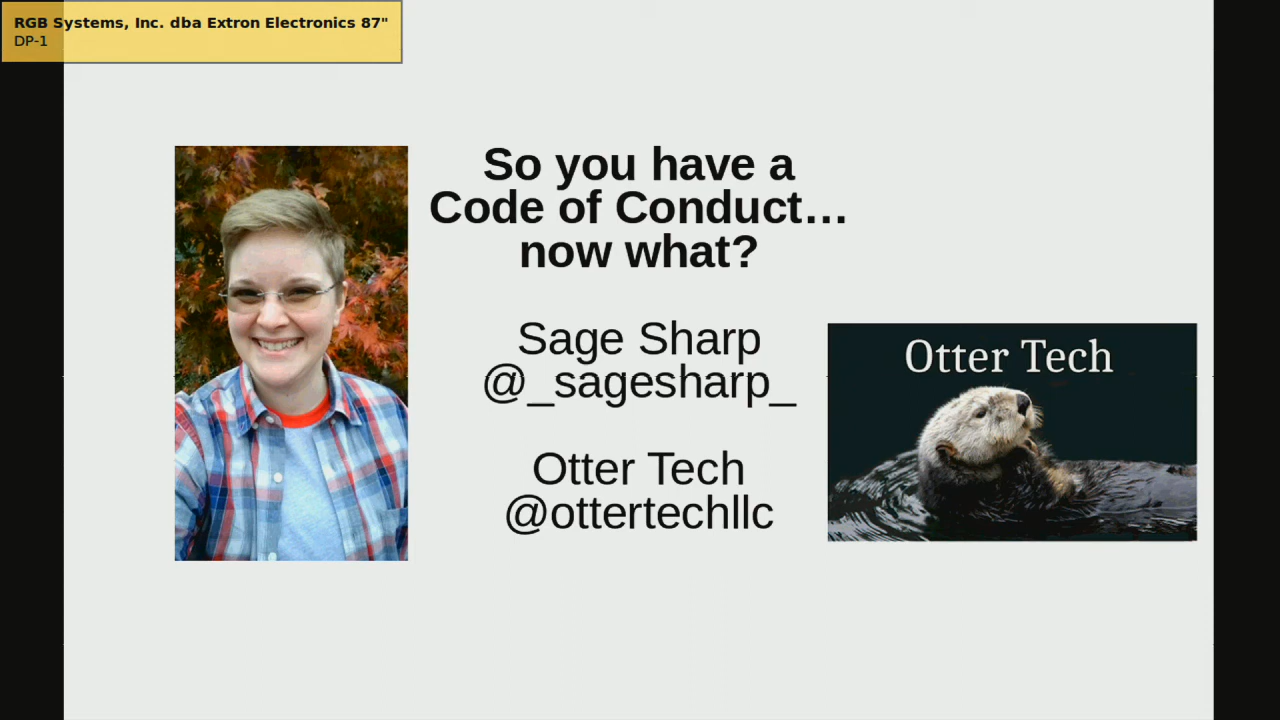 RGB Systems, Inc. dba Extron Electronics 87"
DP-1
So you have a
Code of Conduct...
now what?
Sage Sharp
@_sagesharp_
Otter Tech
@ottertechllc
Otter Tech